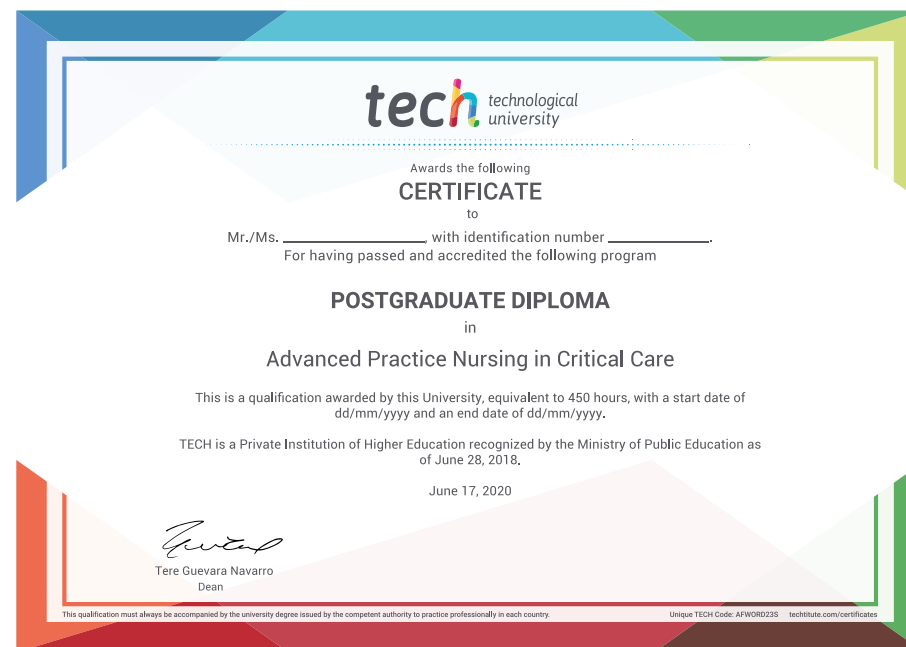 tech technological
university
Awards the following
CERTIFICATE
to
Mr./Ms. ____________, with identification number ____________.
For having passed and accredited the following program
POSTGRADUATE DIPLOMA
in
Advanced Practice Nursing in Critical Care
This is a qualification awarded by this University, equivalent to 450 hours, with a start date of
dd/mm/yyyy and an end date of dd/mm/yyyy.
TECH is a Private Institution of Higher Education recognized by the Ministry of Public Education as
of June 28, 2018.
June 17, 2020
Tere Guevara Navarro
Dean
This qualification must always be accompanied by the university degree issued by the competent authority to practice professionally in each country.
Unique TECH Code: AFWORD23S techtitute.com/certificates